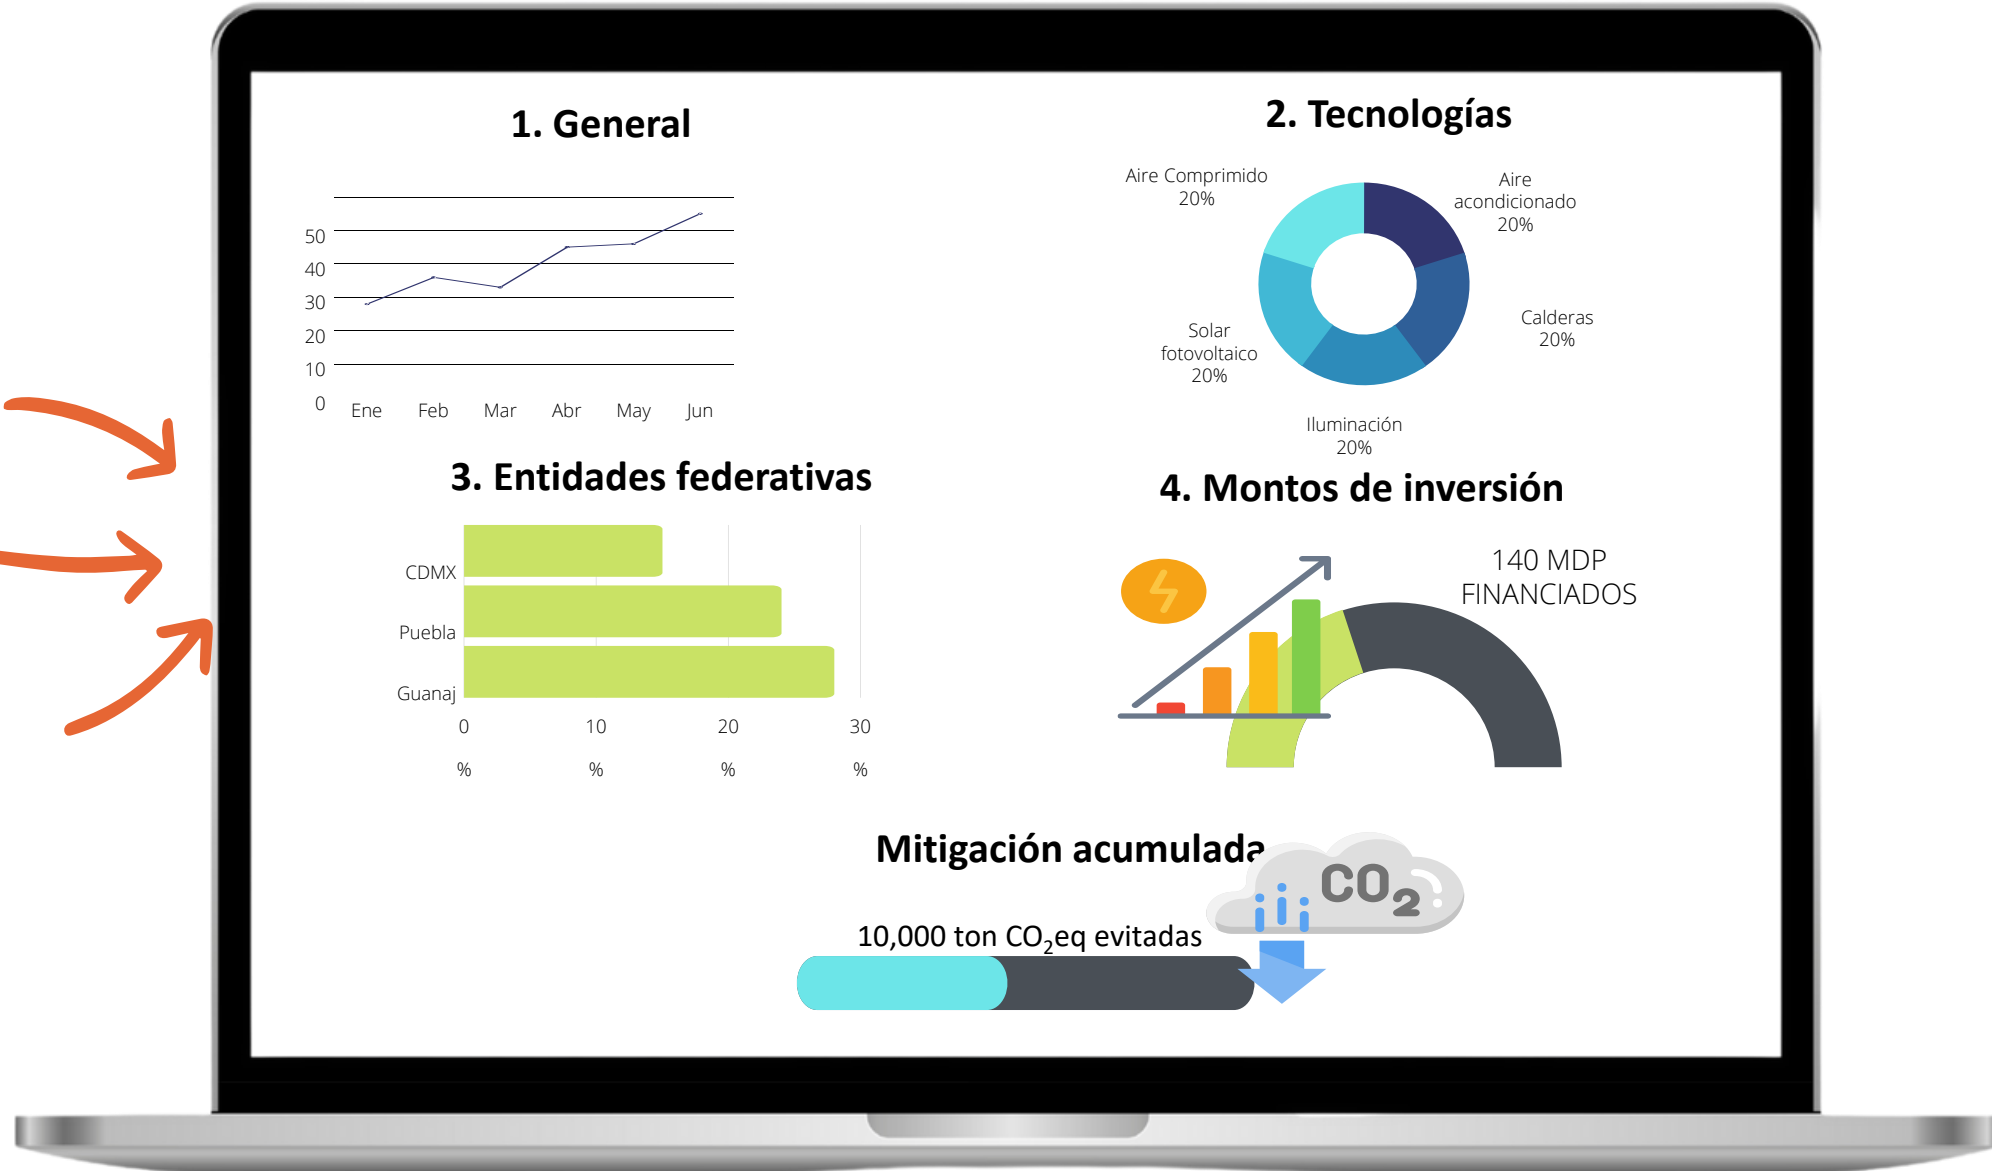 1. General
50
40
30
20
10
0
Ene Feb Mar Abr May Jun
2. Tecnologías
Aire Comprimido
20%
Aire
acondicionado
20%
Calderas
20%
Solar
fotovoltaico
20%
Iluminación
20%
3. Entidades federativas
CDMX
Puebla
Guanaj
0 10 20 30
% % % %
4. Montos de inversión
140 MDP
FINANCIADOS
Mitigación acumulada
CO2
10,000 ton CO2eq evitadas